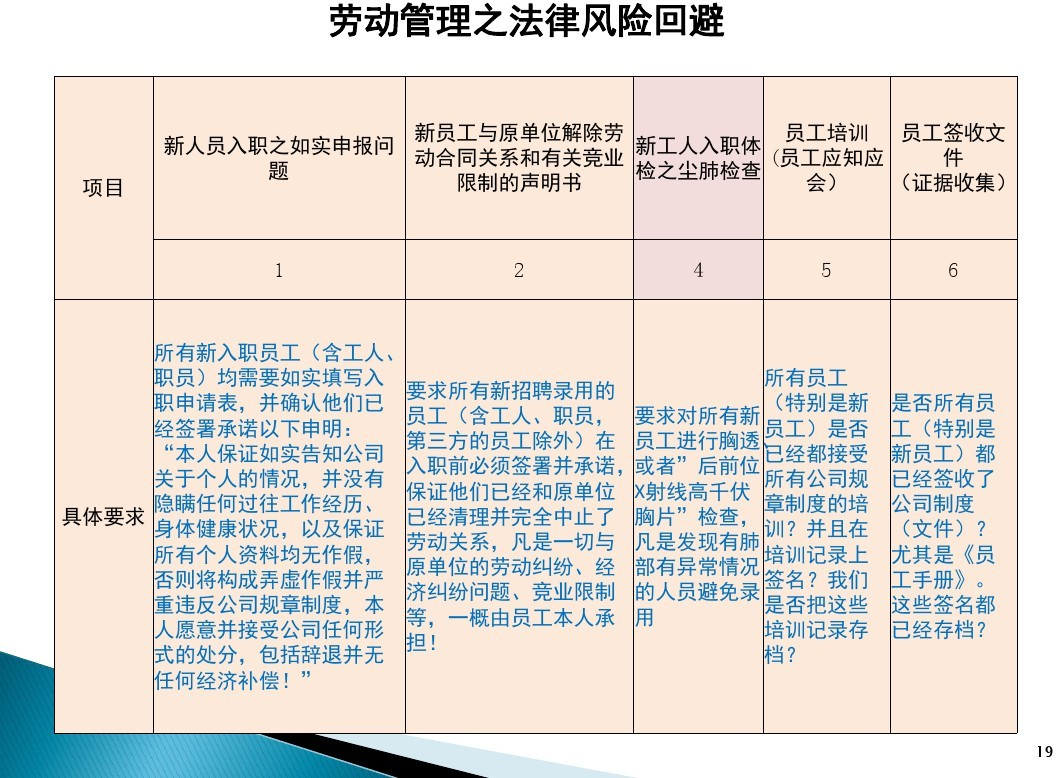 劳动管理之法律风险回避
项目
新人员入职之如实申报问
题
新员工与原单位解除劳
动合同关系和有关竞业
限制的声明书
新工人入职体
检之尘肺检查
员工培训
(员工应知应
会）
员工签收文
件
（证据收集）
1
2
4
5
6
具体要求
所有新入职员工（含工人、
职员）均需要如实填写入
职申请表，并确认他们已
经签署承诺以下申明：
“本人保证如实告知公司
关于个人的情况，并没有
隐瞒任何过往工作经历、
身体健康状况，以及保证
所有个人资料均无作假，
否则将构成弄虚作假并严
重违反公司规章制度，本
人愿意并接受公司任何形
式的处分，包括辞退并无
任何经济补偿！”
要求所有新招聘录用的
员工（含工人、职员，
第三方的员工除外）在
入职前必须签署并承诺，
保证他们已经和原单位
已经清理并完全中止了
劳动关系，凡是一切与
原单位的劳动纠纷、经
济纠纷问题、竞业限制
等，一概由员工本人承
担！
要求对所有新
员工进行胸透、
或者”后前位
X射线高千伏
胸片”检查，
凡是发现有肺
部有异常情况
的人员避免录
用
所有员工
（特别是新
员工）是否
已经都接受
所有公司规
章制度的培
训？并且在
培训记录上
签名？我们
是否把这些
培训记录存
档？
是否所有员
工（特别是
新员工）都
已经签收了
公司制度
（文件）？
尤其是《员
工手册》。
这些签名都
已经存档？
19